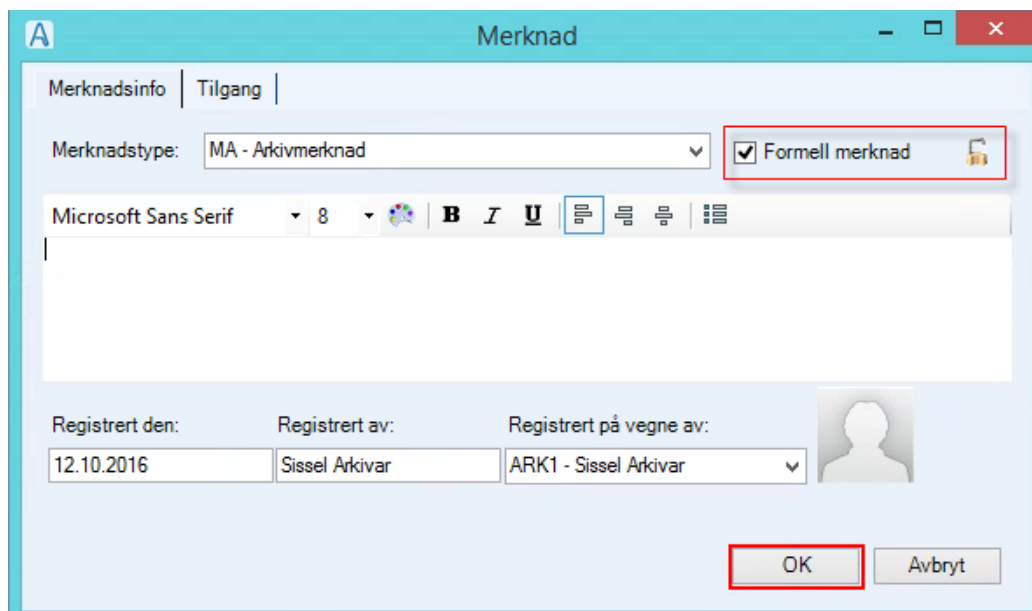 A Merknad
Merknadsinfo Tilgang
Merknadstype: MA - Arkivmerknad Formell merknad
Microsoft Sans Serif 8 B I U
Registrert den: Registrert av: Registrert på vegne av:
12.10.2016 Sissel Arkivar ARK1 - Sissel Arkivar
OK Avbryt